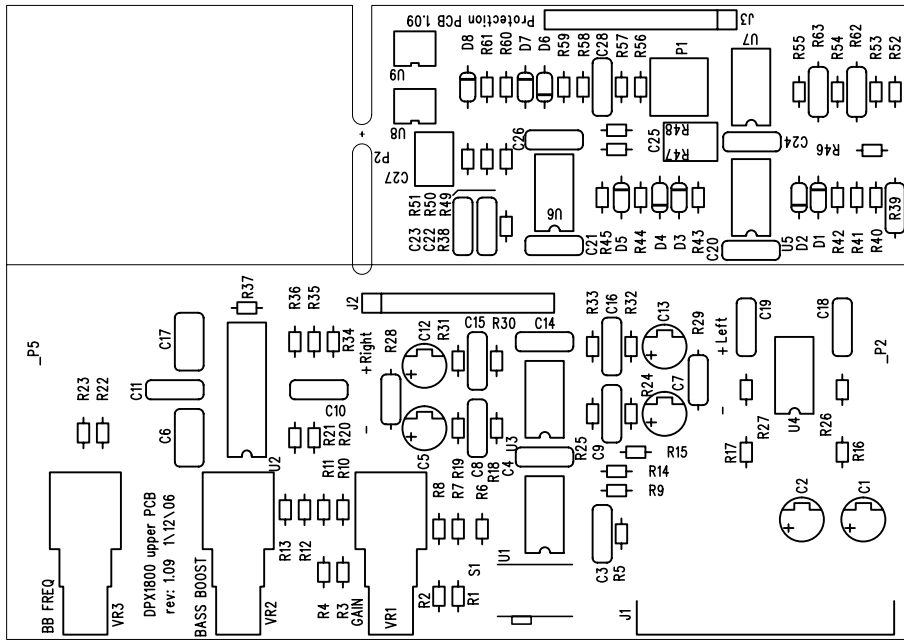 Protection PCB 1.09
J3
U7
U9
D8
R61
R60
D7
D6
R59
R58
C28
R57
R56
P1
R55
R63
R54
R62
R53
R52
U8
P2
C27
C26
R48
R47
C25
C24
R46
R51
R50
R49
C23
C22
R38
U6
C21
R45
D5
R44
D4
D3
R43
C20
U5
D2
D1
R42
R41
R40
R39
R37
R36
R35
R34
J2
+Right
-
R28
C12
R31
C15
R30
C14
R33
C16
R32
C13
R29
+Left
-
C19
C18
_P5
_P2
C17
C11
C6
R23
R22
C10
R21
R20
U2
C5
R19
C8
R18
C4
U3
R25
C9
R24
C7
R15
R14
R9
R17
R27
U4
R26
R16
R11
R10
R13
R12
R8
R7
R6
U1
C3
R5
C2
C1
BB FREQ
VR3
DPX1800 upper PCB
rev: 1.09 1\12\06
BASS BOOST
VR2
R4
R3
GAIN
VR1
R2
R1
S1
J1